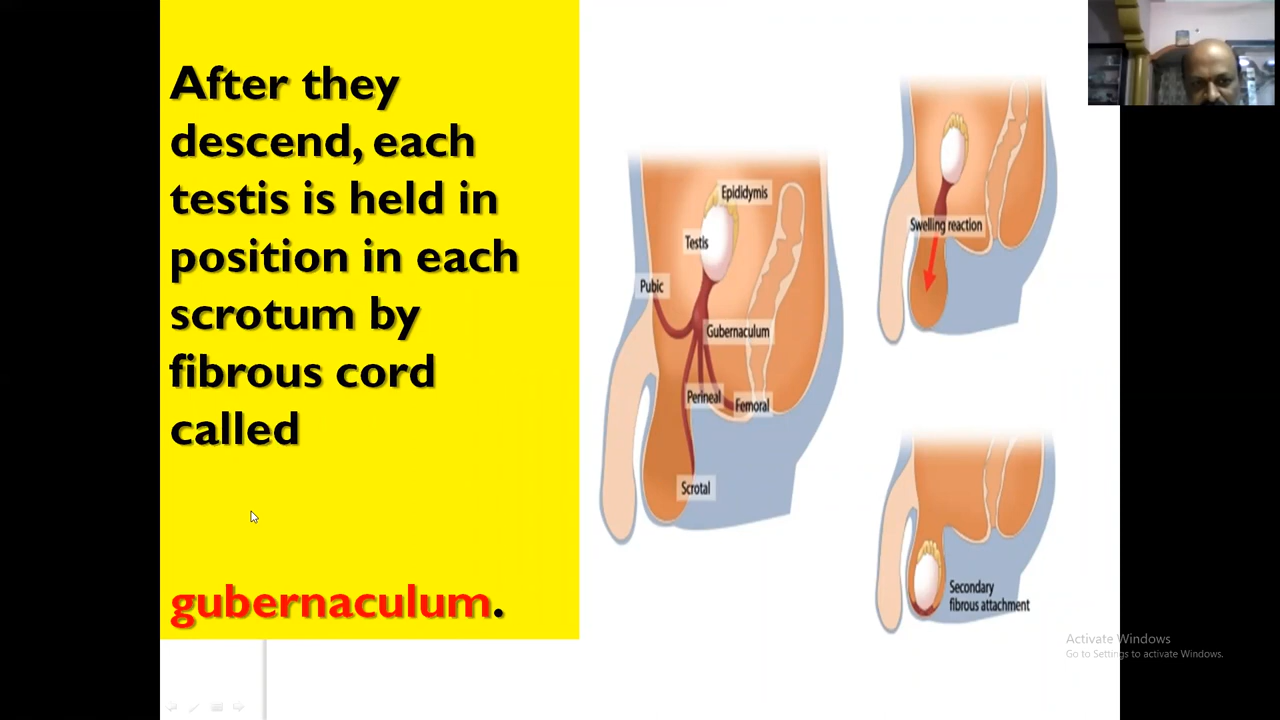 After they
descend, each
testis is held in
position in each
scrotum by
fibrous cord
called
gubernaculum.
Epididymis
Testis
Pubic
Gubernaculum
Perineal
Femoral
Scrotal
Swelling reaction
Secondary
fibrous attachment
Activate Windows
Go to Settings to activate Windows.